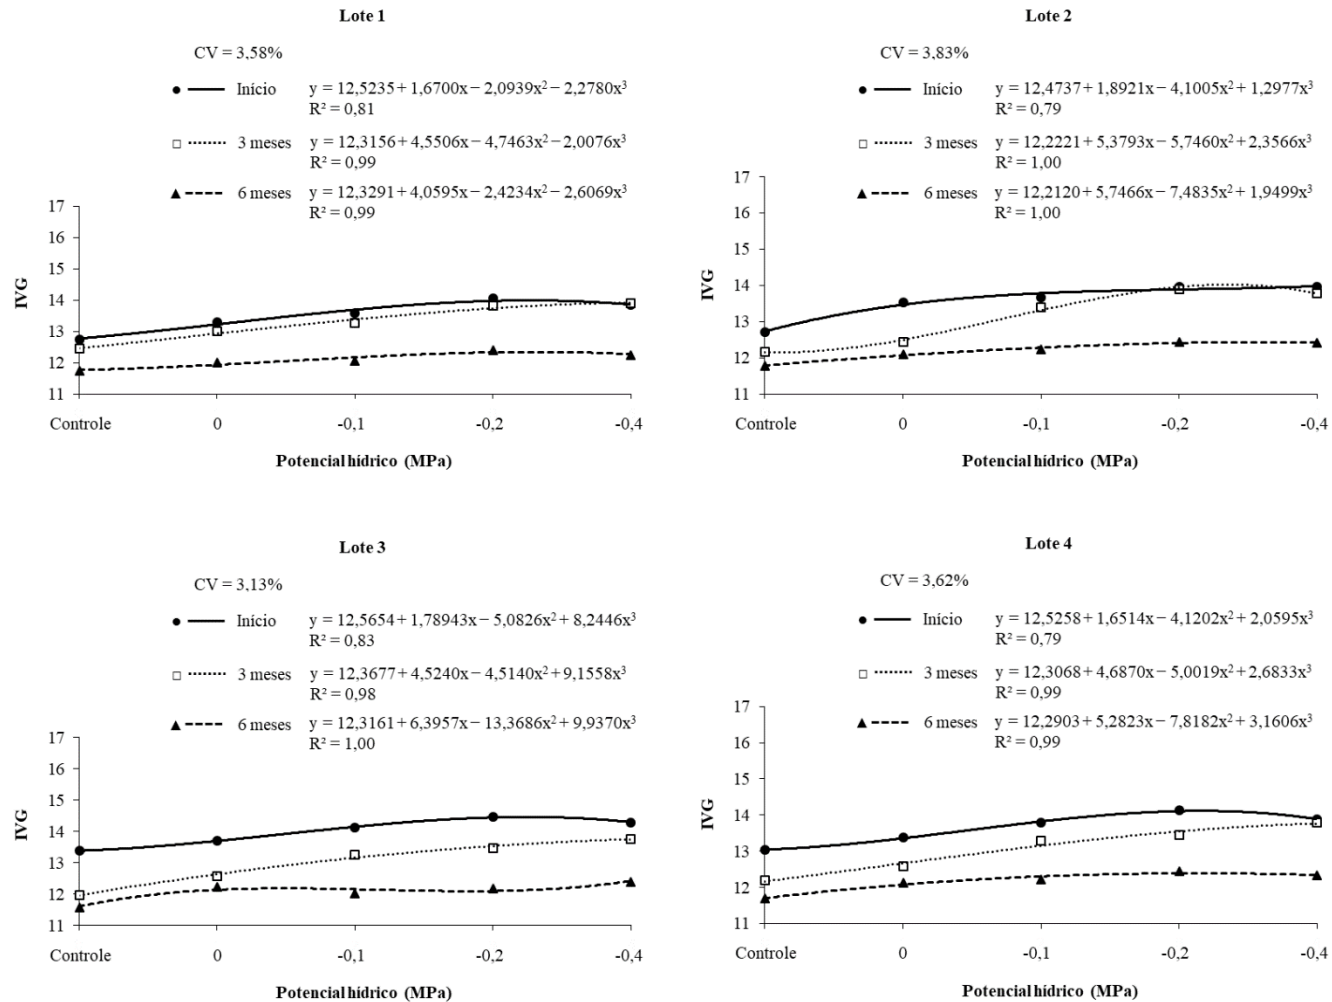 Lote 1
CV = 3,58%
Início y = 12,5235 + 1,6700x − 2,0939x² − 2,2780x³
R² = 0,81
3 meses y = 12,3156 + 4,5506x − 4,7463x² − 2,0076x³
R² = 0,99
6 meses y = 12,3291 + 4,0595x − 2,4234x² − 2,6069x³
R² = 0,99
17
16
15
14
13
12
11
IVG
Controle 0 -0,1 -0,2 -0,4
Potencial hídrico (MPa)
Lote 2
CV = 3,83%
Início y = 12,4737 + 1,8921x − 4,1005x² + 1,2977x³
R² = 0,79
3 meses y = 12,2221 + 5,3793x − 5,7460x² + 2,3566x³
R² = 1,00
6 meses y = 12,2120 + 5,7466x − 7,4835x² + 1,9499x³
R² = 1,00
17
16
15
14
13
12
11
IVG
Controle 0 -0,1 -0,2 -0,4
Potencial hídrico (MPa)
Lote 3
CV = 3,13%
Início y = 12,5654 + 1,78943x − 5,0826x² + 8,2446x³
R² = 0,83
3 meses y = 12,3677 + 4,5240x − 4,5140x² + 9,1558x³
R² = 0,98
6 meses y = 12,3161 + 6,3957x − 13,3686x² + 9,9370x³
R² = 1,00
17
16
15
14
13
12
11
IVG
Controle 0 -0,1 -0,2 -0,4
Potencial hídrico (MPa)
Lote 4
CV = 3,62%
Início y = 12,5258 + 1,6514x − 4,1202x² + 2,0595x³
R² = 0,79
3 meses y = 12,3068 + 4,6870x − 5,0019x² + 2,6833x³
R² = 0,99
6 meses y = 12,2903 + 5,2823x − 7,8182x² + 3,1606x³
R² = 0,99
17
16
15
14
13
12
11
IVG
Controle 0 -0,1 -0,2 -0,4
Potencial hídrico (MPa)